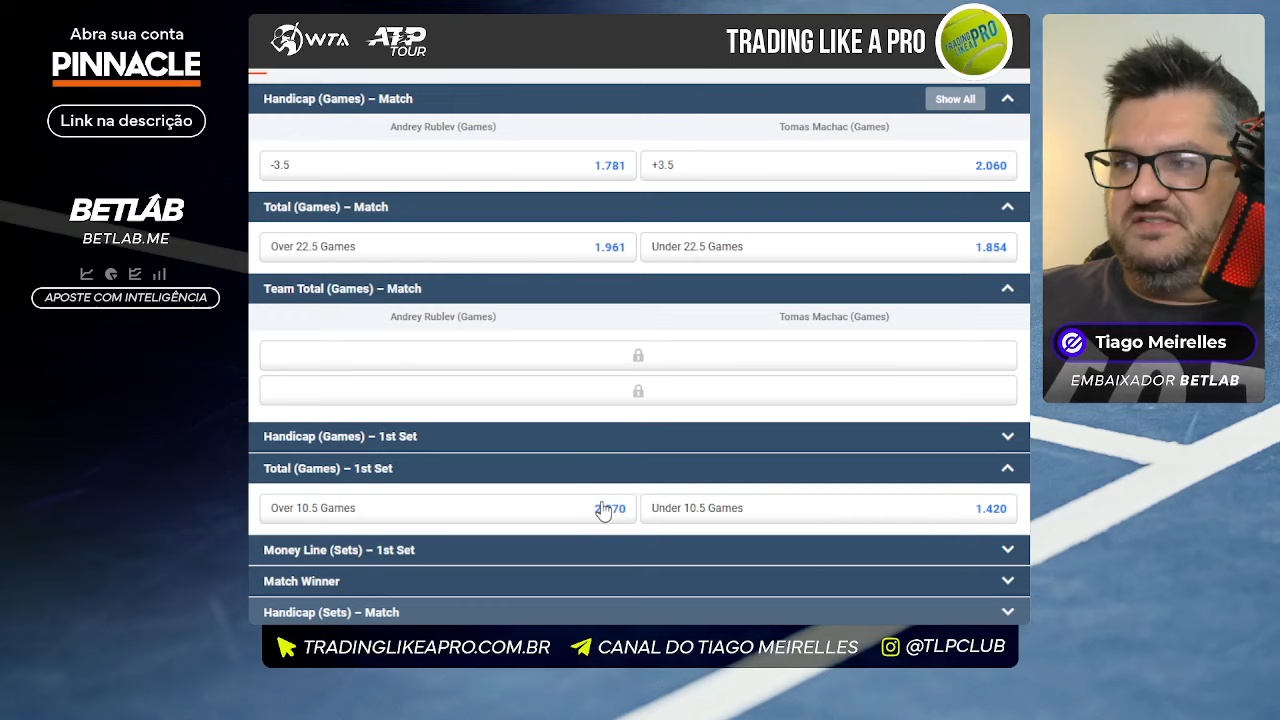 Abra sua conta
PINNACLE
Link na descrição
BETLAB
BETLAB.ME
APOSTE COM INTELIGÊNCIA
WTA
ATP
TOUR
TRADING LIKE A PRO
TRADING
LIKE A PRO
Handicap (Games) – Match
Show All
Andrey Rublev (Games)
Tomas Machac (Games)
-3.5
1.781
+3.5
2.060
Total (Games) – Match
Over 22.5 Games
1.961
Under 22.5 Games
1.854
Team Total (Games) – Match
Andrey Rublev (Games)
Tomas Machac (Games)
Handicap (Games) – 1st Set
Total (Games) – 1st Set
Over 10.5 Games
Under 10.5 Games
1.420
Money Line (Sets) – 1st Set
Match Winner
Handicap (Sets) – Match
Tiago Meirelles
EMBAIXADOR BETLAB
TRADINGLIKEAPRO.COM.BR
CANAL DO TIAGO MEIRELLES
@TLPCLUB